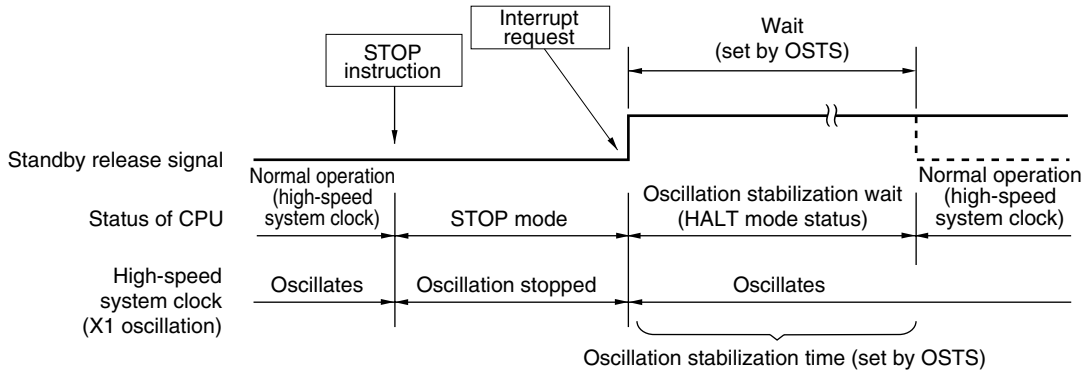 Interrupt
request
Wait
(set by OSTS)
STOP
instruction
Standby release signal
Normal operation
(high-speed
system clock)
Normal operation
(high-speed
system clock)
Status of CPU
STOP mode
Oscillation stabilization wait
(HALT mode status)
High-speed
system clock
(X1 oscillation)
Oscillates
Oscillation stopped
Oscillates
Oscillation stabilization time (set by OSTS)